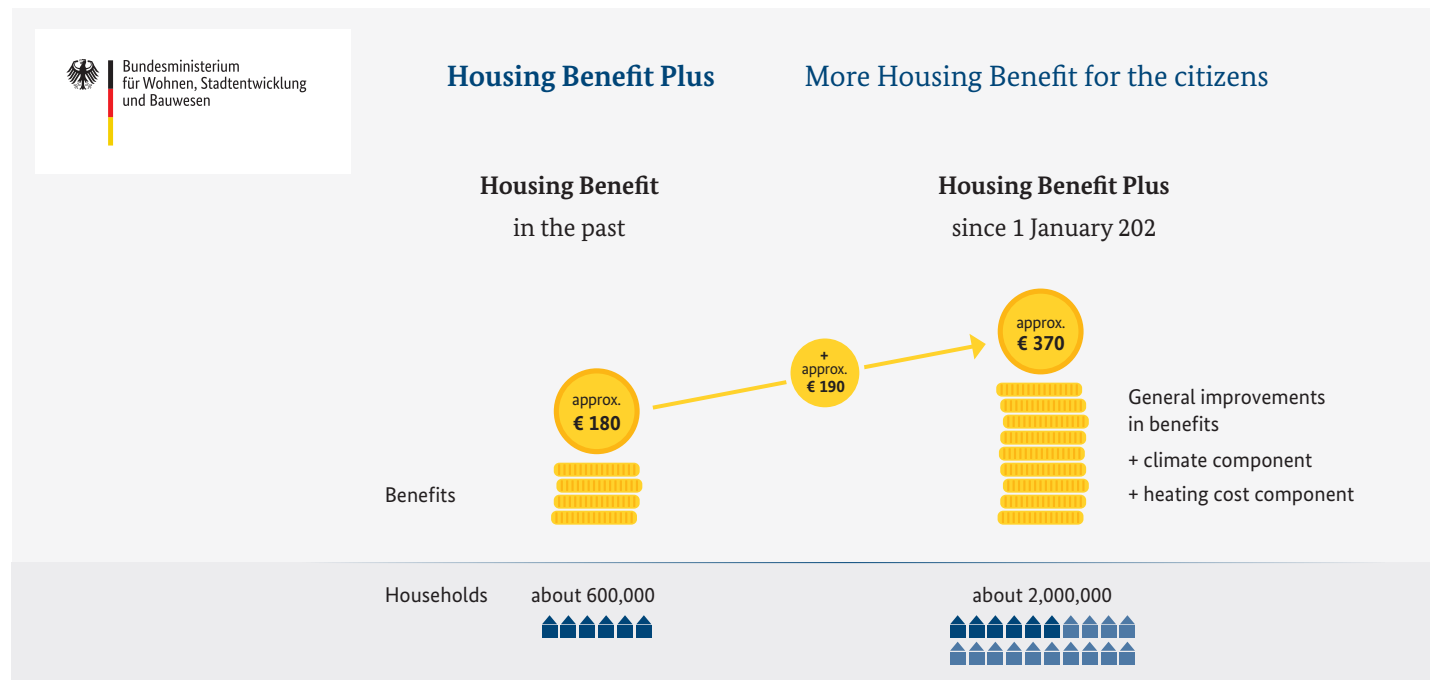 Bundesministerium
für Wohnen, Stadtentwicklung
und Bauwesen
Housing Benefit Plus
More Housing Benefit for the citizens
Housing Benefit
in the past
Housing Benefit Plus
since 1 January 202
approx.
€ 180
+
approx.
€ 190
approx.
€ 370
Benefits
General improvements
in benefits
+ climate component
+ heating cost component
Households
about 600,000
about 2,000,000